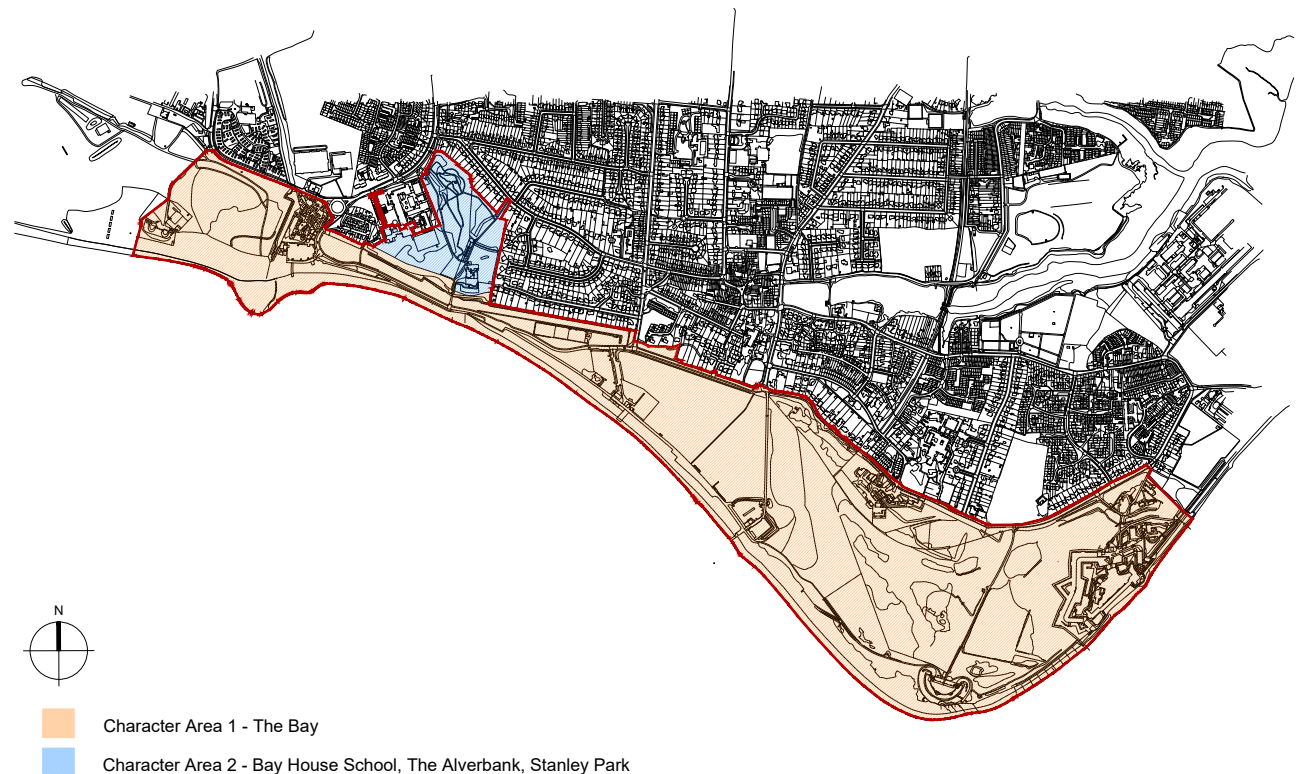 N
Character Area 1 - The Bay
Character Area 2 - Bay House School, The Alverbank, Stanley Park